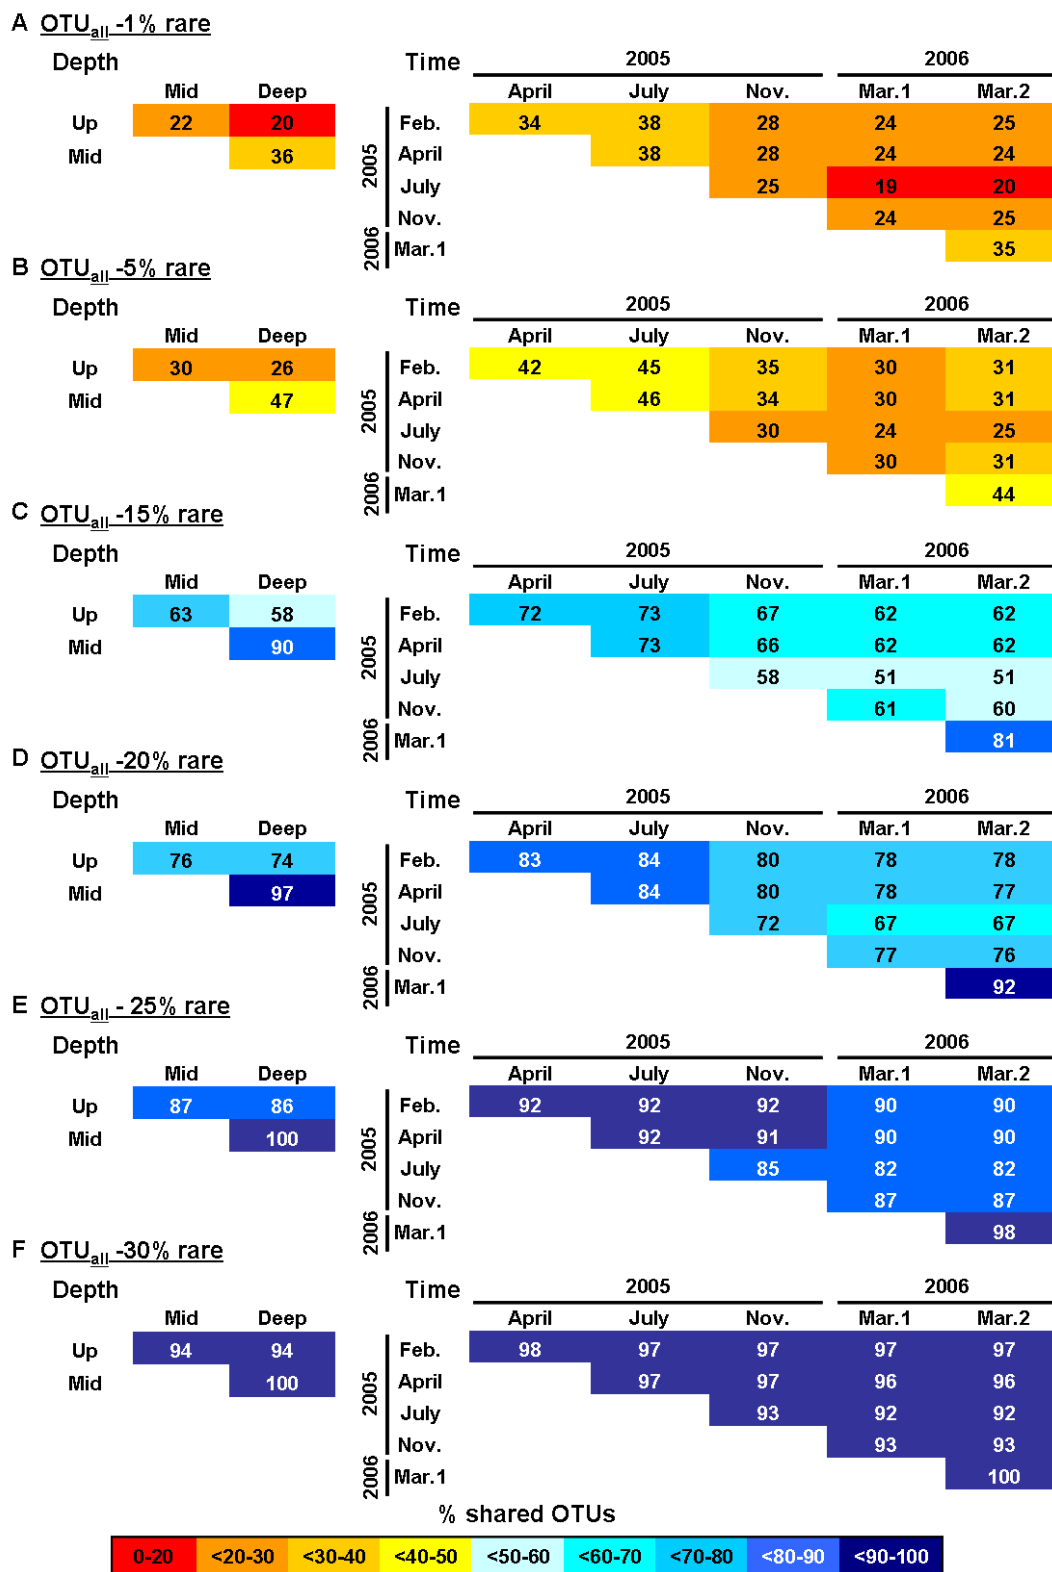 A OTUall -1% rare
Depth Time 2005 2006
Mid Deep April July Nov. Mar.1 Mar.2
Up 22 20 Feb. 34 38 28 24 25
Mid 36 April 38 28 24 24
2005 July 25 19 20
Nov. 24 25
2006 Mar.1 35
B OTUall -5% rare
Depth Time 2005 2006
Mid Deep April July Nov. Mar.1 Mar.2
Up 30 26 Feb. 42 45 35 30 31
Mid 47 April 46 34 30 31
2005 July 30 24 25
Nov. 30 31
2006 Mar.1 44
C OTUall -15% rare
Depth Time 2005 2006
Mid Deep April July Nov. Mar.1 Mar.2
Up 63 58 Feb. 72 73 67 62 62
Mid 90 April 73 66 62 62
2005 July 58 51 51
Nov. 61 60
2006 Mar.1 81
D OTUall -20% rare
Depth Time 2005 2006
Mid Deep April July Nov. Mar.1 Mar.2
Up 76 74 Feb. 83 84 80 78 78
Mid 97 April 84 80 78 77
2005 July 72 67 67
Nov. 77 76
2006 Mar.1 92
E OTUall - 25% rare
Depth Time 2005 2006
Mid Deep April July Nov. Mar.1 Mar.2
Up 87 86 Feb. 92 92 92 90 90
Mid 100 April 92 91 90 90
2005 July 85 82 82
Nov. 87 87
2006 Mar.1 98
F OTUall -30% rare
Depth Time 2005 2006
Mid Deep April July Nov. Mar.1 Mar.2
Up 94 94 Feb. 98 97 97 97 97
Mid 100 April 97 97 96 96
2005 July 93 92 92
Nov. 93 93
2006 Mar.1 100
% shared OTUs
0-20 <20-30 <30-40 <40-50 <50-60 <60-70 <70-80 <80-90 <90-100